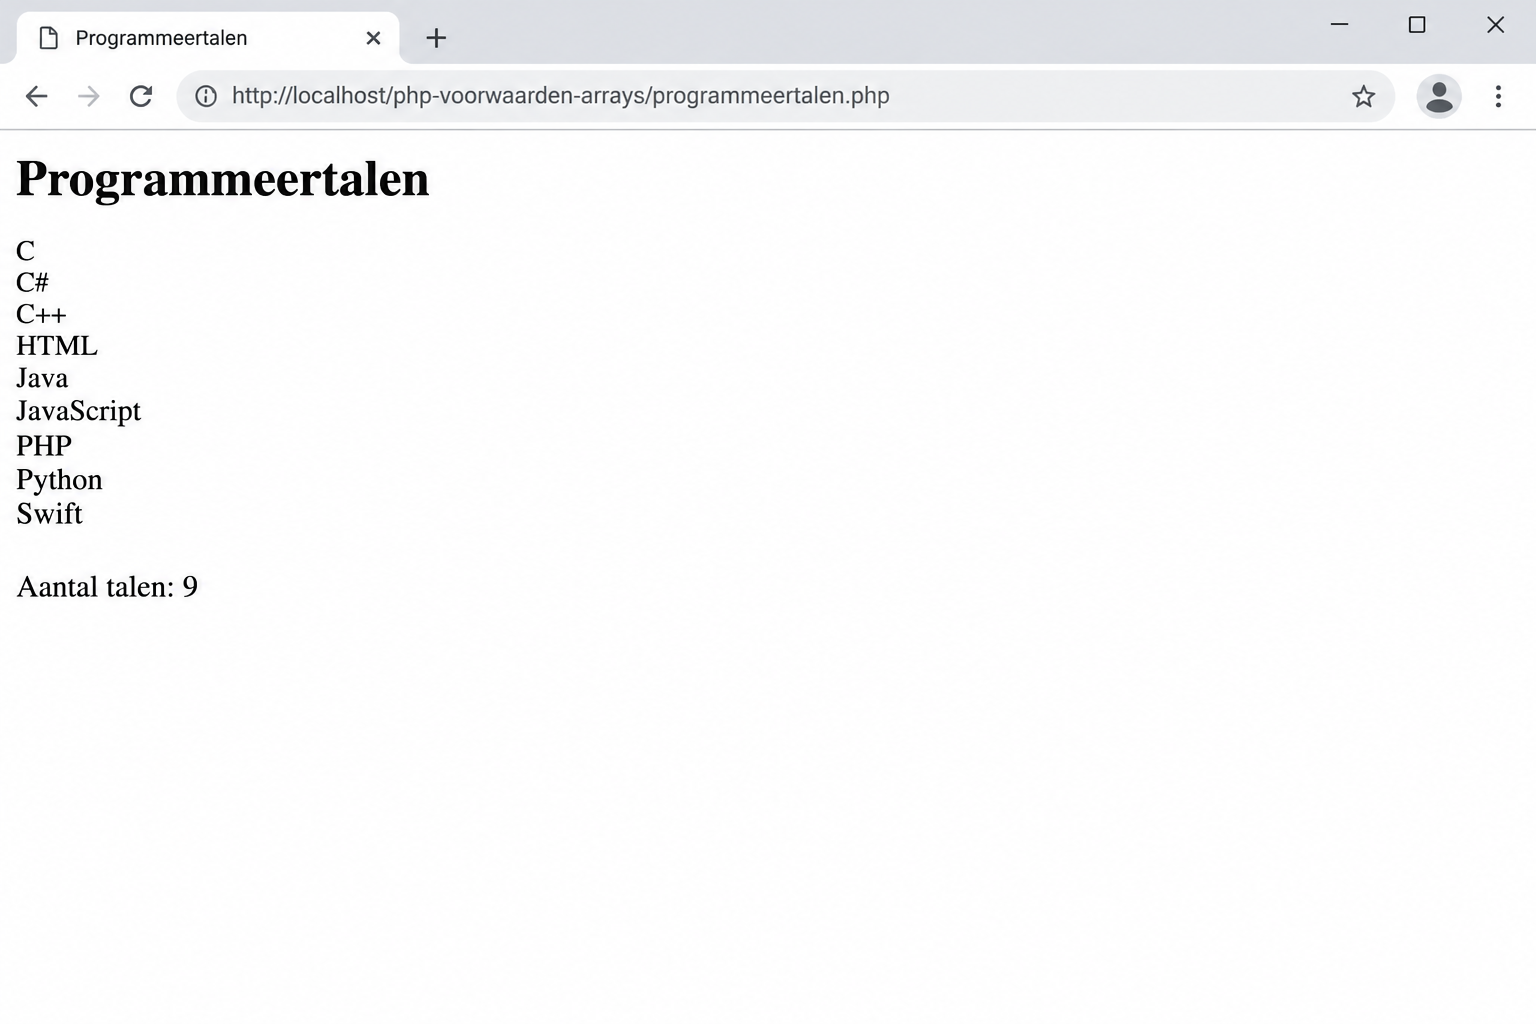 Programmeertalen
http://localhost/php-voorwaarden-arrays/programmeertalen.php
Programmeertalen
C
C#
C++
HTML
Java
JavaScript
PHP
Python
Swift
Aantal talen: 9